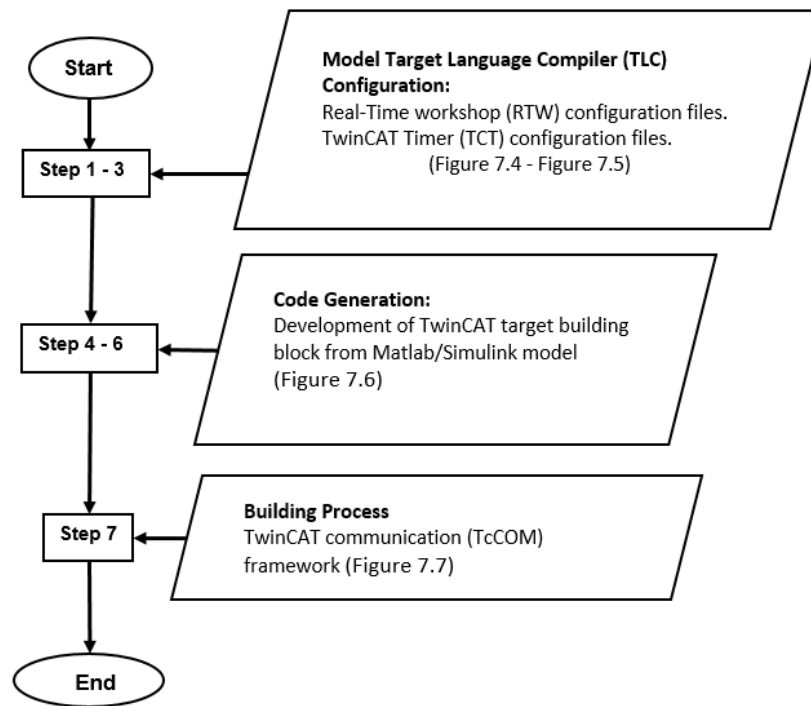 Start
Model Target Language Compiler (TLC)
Configuration:
Real-Time workshop (RTW) configuration files.
TwinCAT Timer (TCT) configuration files.
(Figure 7.4 - Figure 7.5)
Step 1 - 3
Code Generation:
Development of TwinCAT target building
block from Matlab/Simulink model
(Figure 7.6)
Step 4 - 6
Building Process
TwinCAT communication (TcCOM)
framework (Figure 7.7)
Step 7
End